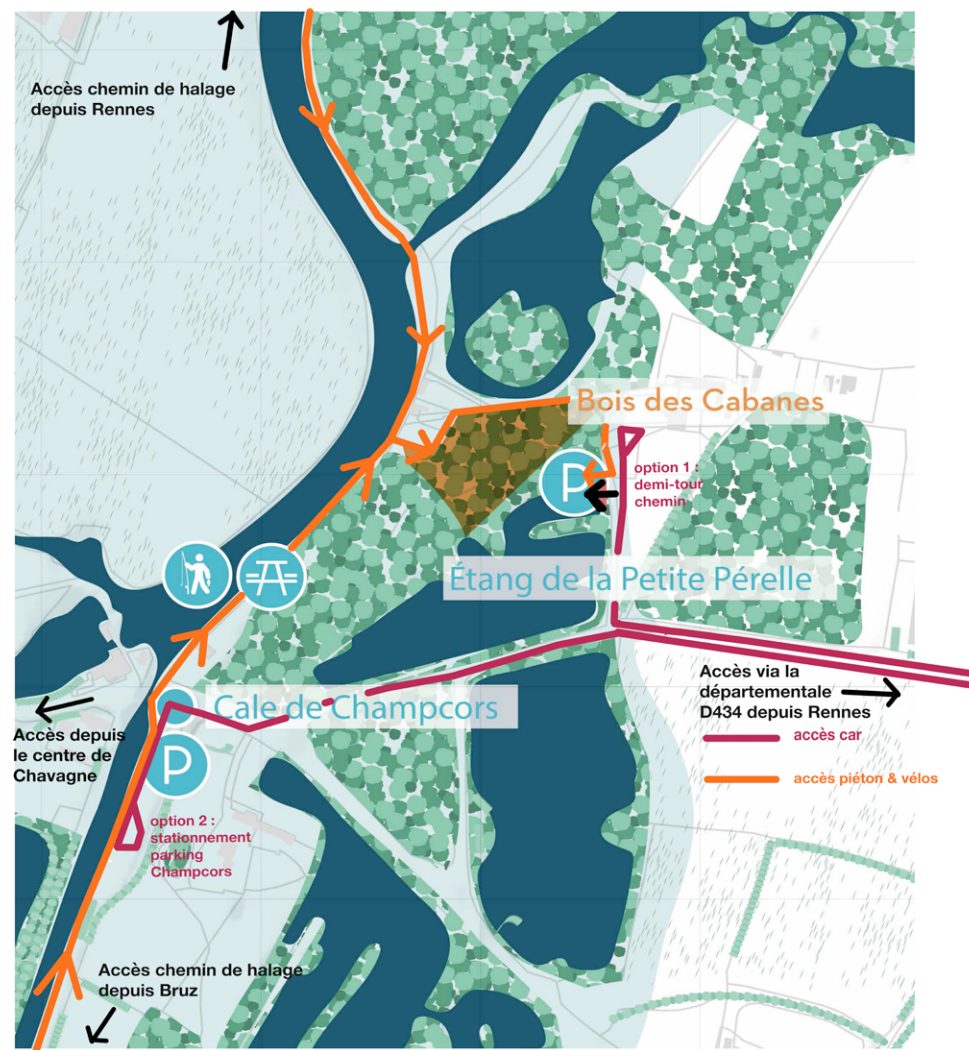 Accès chemin de halage
depuis Rennes
Bois des Cabanes
option 1 :
demi-tour
chemin
P
Étang de la Petite Pérelle
Accès via la
départementale
D434 depuis Rennes
accès car
accès piéton & vélos
Cale de Champcors
Accès depuis
le centre de
Chavagne
P
option 2 :
stationnement
parking
Champcors
Accès chemin de halage
depuis Bruz